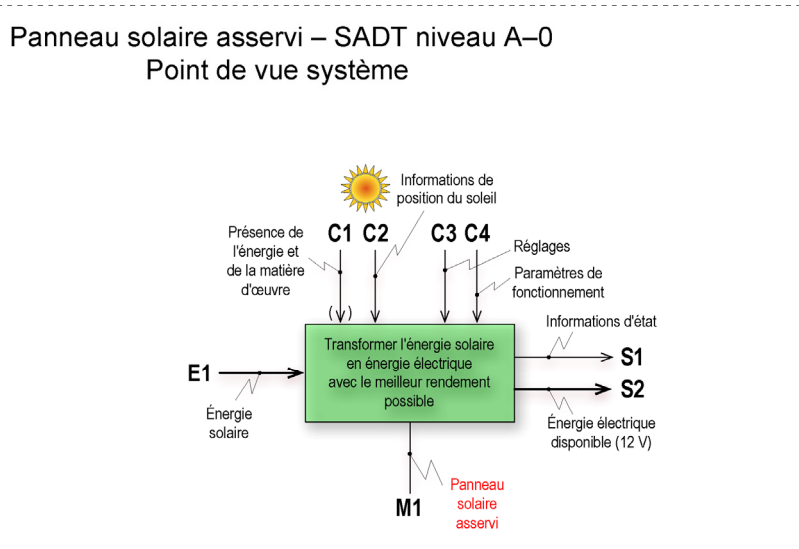 Panneau solaire asservi – SADT niveau A–0
Point de vue système
Informations de
position du soleil
Présence de
l'énergie et
de la matière
d'œuvre
C1 C2 C3 C4
Réglages
Paramètres de
fonctionnement
( )
Informations d'état
Transformer l'énergie solaire
en énergie électrique
avec le meilleur rendement
possible
S1
E1
S2
Énergie
solaire
Énergie électrique
disponible (12 V)
Panneau
solaire
asservi
M1